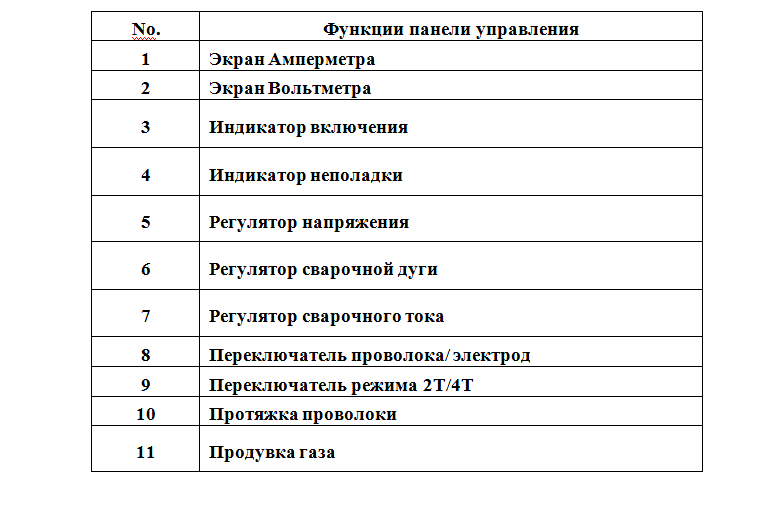 No. Функции панели управления
1 Экран Амперметра
2 Экран Вольтметра
3 Индикатор включения
4 Индикатор неполадки
5 Регулятор напряжения
6 Регулятор сварочной дуги
7 Регулятор сварочного тока
8 Переключатель проволока/ электрод
9 Переключатель режима 2Т/4Т
10 Протяжка проволоки
11 Продувка газа